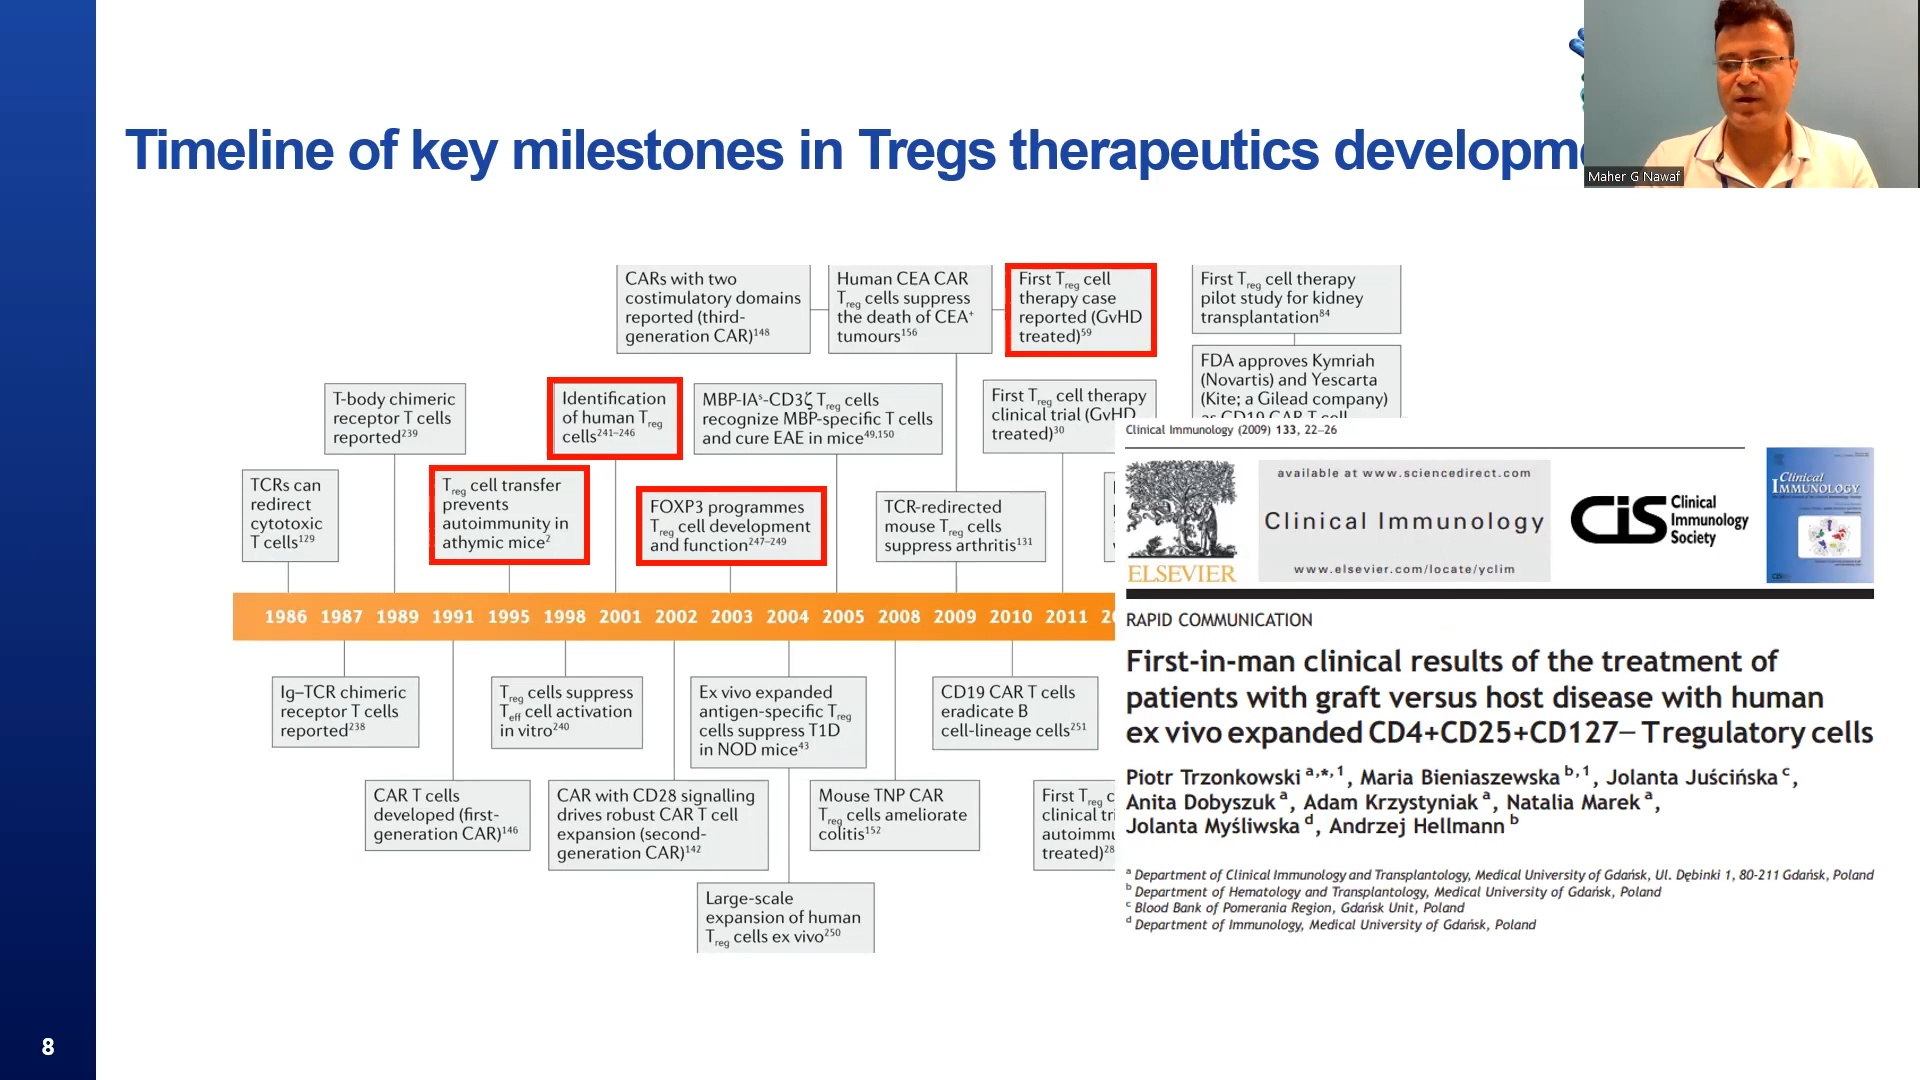 Timeline of key milestones in Tregs therapeutics developm
Maher G Nawaf
CARs with two
costimulatory domains
reported (third-
generation CAR)148
Human CEA CAR
Treg cells suppress
the death of CEA+
tumours156
First Treg cell
therapy case
reported (GvHD
treated)59
First Treg cell therapy
pilot study for kidney
transplantation84
FDA approves Kymriah
(Novartis) and Yescarta
(Kite; a Gilead company)
as CD19 CAR T cell
T-body chimeric
receptor T cells
reported239
Identification
of human Treg
cells241–246
MBP-IAs-CD3ζ Treg cells
recognize MBP-specific T cells
and cure EAE in mice49,150
First Treg cell therapy
clinical trial (GvHD
treated)30
TCRs can
redirect
cytotoxic
T cells129
Treg cell transfer
prevents
autoimmunity in
athymic mice2
FOXP3 programmes
Treg cell development
and function247–249
TCR-redirected
mouse Treg cells
suppress arthritis131
1986 1987 1989 1991 1995 1998 2001 2002 2003 2004 2005 2008 2009 2010 2011 20
Ig–TCR chimeric
receptor T cells
reported238
Treg cells suppress
Teff cell activation
in vitro240
Ex vivo expanded
antigen-specific Treg
cells suppress T1D
in NOD mice43
CD19 CAR T cells
eradicate B
cell-lineage cells251
CAR T cells
developed (first-
generation CAR)146
CAR with CD28 signalling
drives robust CAR T cell
expansion (second-
generation CAR)142
Mouse TNP CAR
Treg cells ameliorate
colitis152
First Treg c
clinical tri
autoimmu
treated)28
Large-scale
expansion of human
Treg cells ex vivo250
Clinical Immunology (2009) 133, 22–26
available at www.sciencedirect.com
Clinical Immunology
www.elsevier.com/locate/yclim
ELSEVIER
CIS Clinical
Immunology
Society
Clinical
IMMUNOLOGY
RAPID COMMUNICATION
First-in-man clinical results of the treatment of
patients with graft versus host disease with human
ex vivo expanded CD4+CD25+CD127− T regulatory cells
Piotr Trzonkowski a,*,1, Maria Bieniaszewska b,1, Jolanta Juścińska c,
Anita Dobyszuk a, Adam Krzystyniak a, Natalia Marek a,
Jolanta Myśliwska d, Andrzej Hellmann b
a Department of Clinical Immunology and Transplantology, Medical University of Gdańsk, Ul. Dębinki 1, 80-211 Gdańsk, Poland
b Department of Hematology and Transplantology, Medical University of Gdańsk, Poland
c Blood Bank of Pomerania Region, Gdańsk Unit, Poland
d Department of Immunology, Medical University of Gdańsk, Poland
8